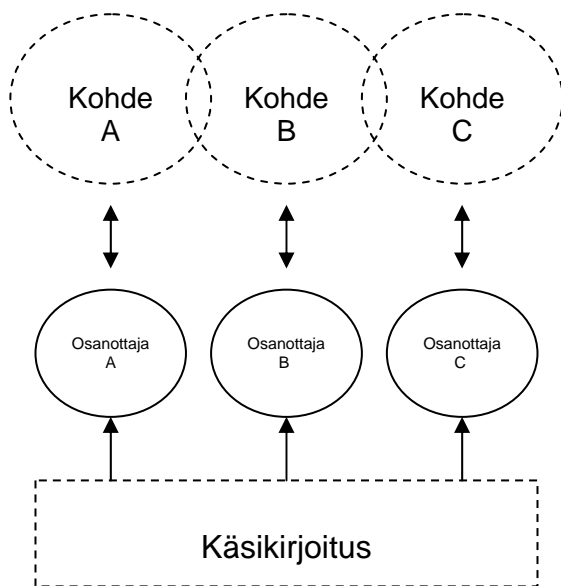 Kohde
A
Kohde
B
Kohde
C
Osanottaja
A
Osanottaja
B
Osanottaja
C
Käsikirjoitus